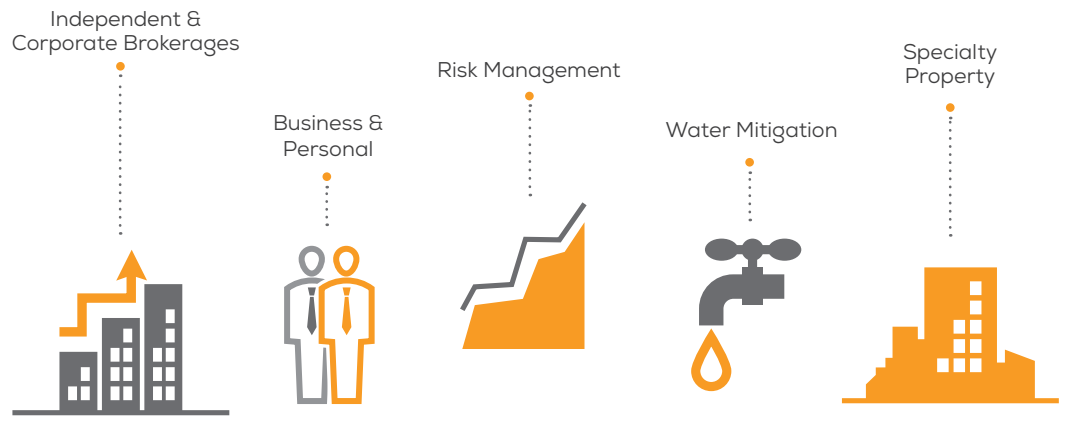 Independent &
Corporate Brokerages
Business &
Personal
Risk Management
Water Mitigation
Specialty
Property